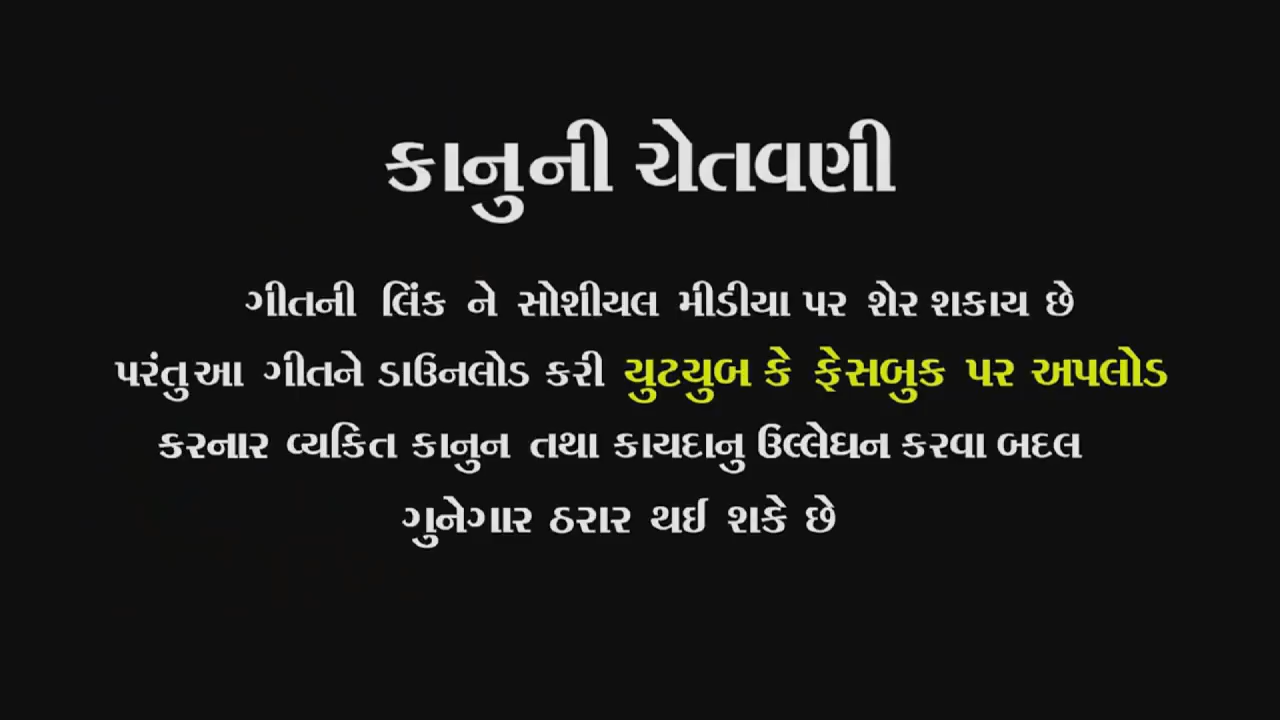 કાનુની ચેતવણી
ગીતની લિંક ને સોશીયલ મીડીયા પર શેર શકાય છે
પરંતુ આ ગીતને ડાઉનલોડ કરી યુટયુબ કે ફેસબુક પર અપલોડ
કરનાર વ્યકિત કાનુન તથા કાયદાનુ ઉલ્લેઘન કરવા બદલ
ગુનેગાર ઠરાર થઈ શકે છે